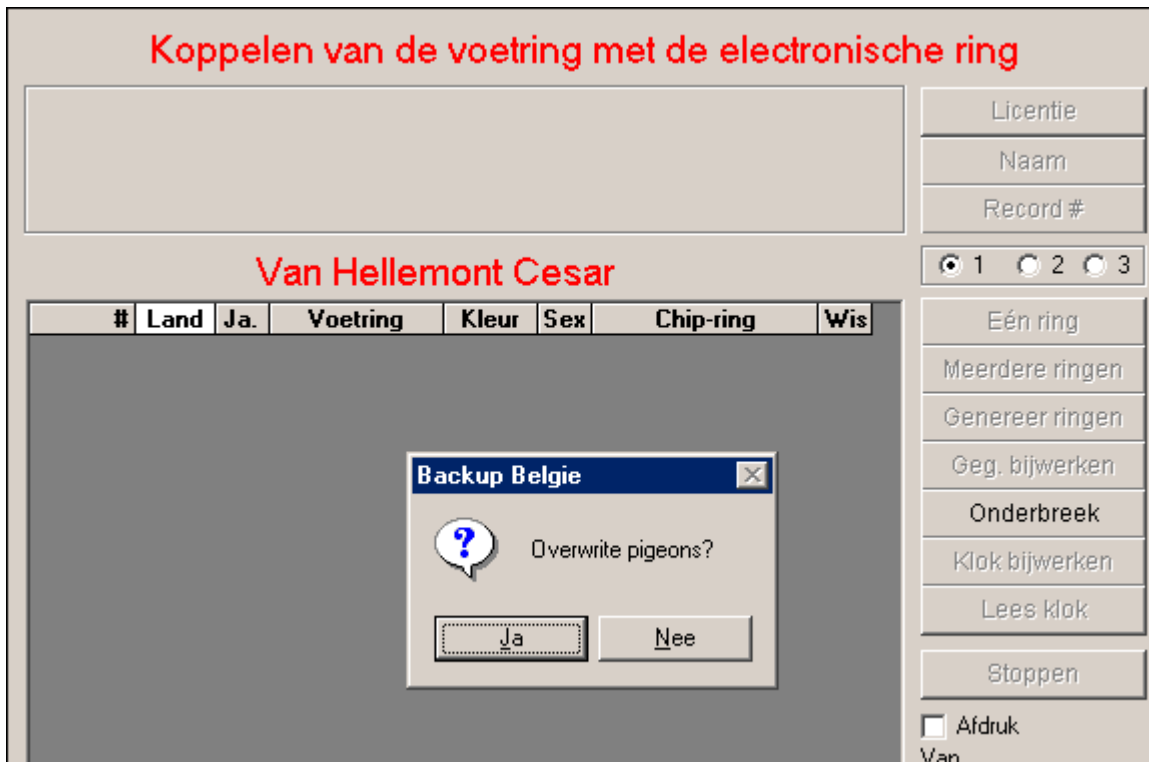 Koppelen van de voetring met de electronische ring
Licentie
Naam
Record #
Van Hellemont Cesar
1 2 3
# Land Ja. Voetring Kleur Sex Chip-ring Wis
Eén ring
Meerdere ringen
Genereer ringen
Geg. bijwerken
Onderbreek
Klok bijwerken
Lees klok
Stoppen
Afdruk
Van
Backup Belgie
Overwrite pigeons?
Ja Nee